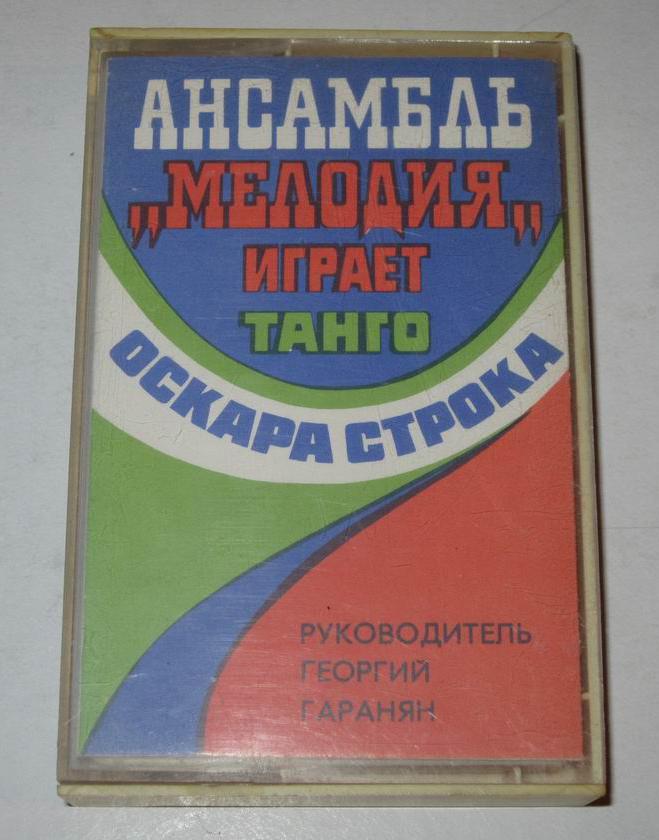 АНСАМБЛЬ
„МЕЛОДИЯ„
ИГРАЕТ
ТАНГО
ОСКАРА СТРОКА
РУКОВОДИТЕЛЬ
ГЕОРГИЙ
ГАРАНЯН